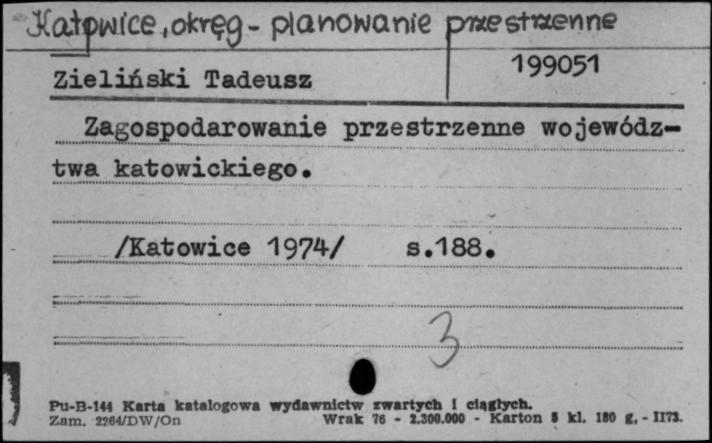 Katowice, okręg - planowanie przestrzenne
Zieliński Tadeusz
199051
Zagospodarowanie przestrzenne wojewódz-
twa katowickiego.
/Katowice 1974/ s.188.
3
Pu-B-144 Karta katalogowa wydawnictw zwartych i ciągłych.
Zam. 2264/DW/On Wrak 76 - 2.300.000 - Karton 5 kl. 180 g. - II73.